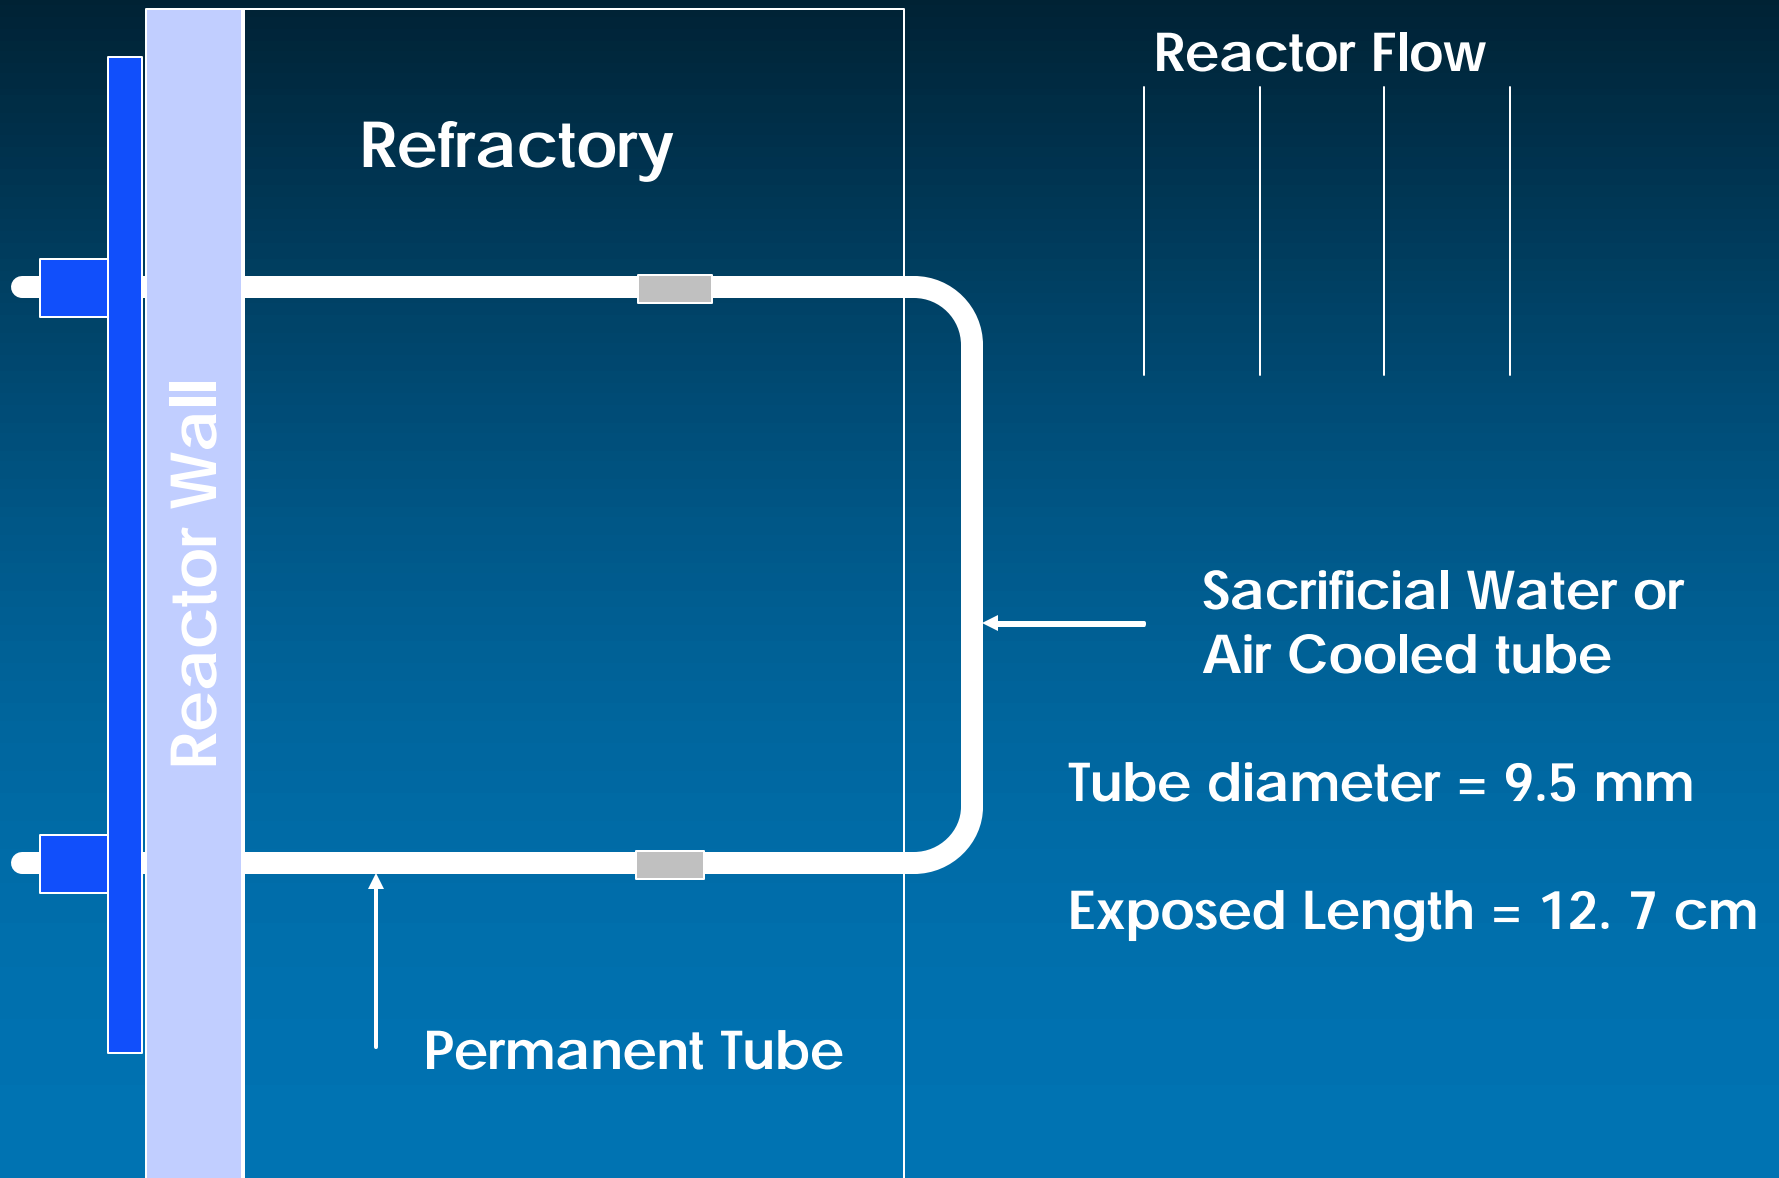 Reactor Flow
Refractory
Reactor Wall
Sacrificial Water or
Air Cooled tube
Tube diameter = 9.5 mm
Exposed Length = 12. 7 cm
Permanent Tube